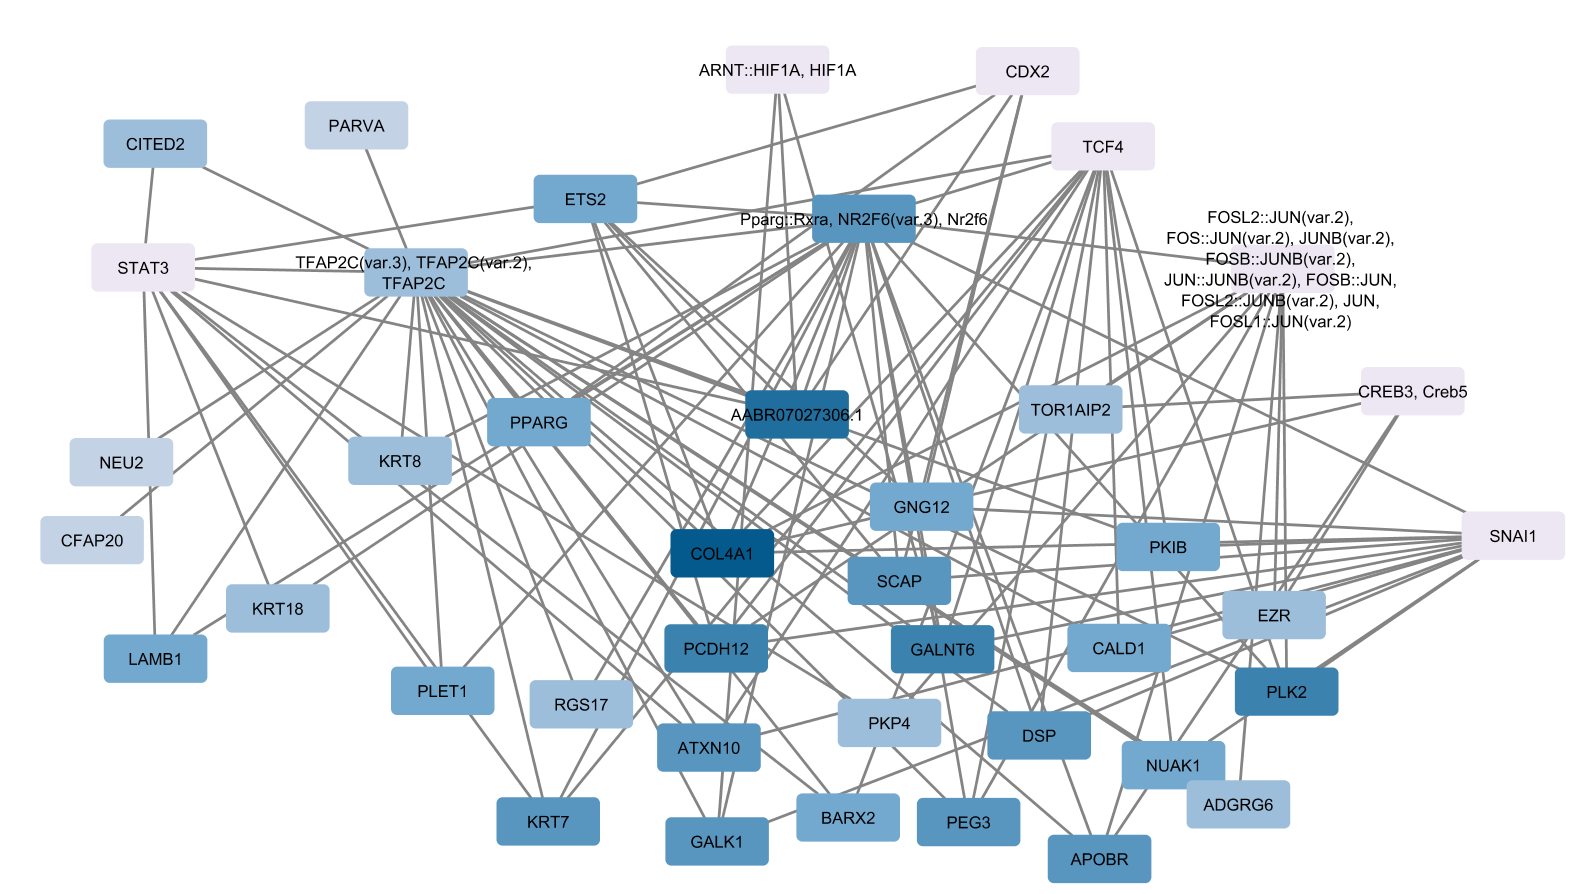 ARNT::HIF1A, HIF1A
CDX2
PARVA
CITED2
TCF4
ETS2
Pparg::Rxra, NR2F6(var.3), Nr2f6
FOSL2::JUN(var.2),
FOS::JUN(var.2), JUNB(var.2),
FOSB::JUNB(var.2),
JUN::JUNB(var.2), FOSB::JUN,
FOSL2::JUNB(var.2), JUN,
FOSL1::JUN(var.2)
STAT3
TFAP2C(var.3), TFAP2C(var.2),
TFAP2C
CREB3, Creb5
TOR1AIP2
AABR07027306.1
PPARG
NEU2
KRT8
GNG12
CFAP20
SNAI1
PKIB
COL4A1
SCAP
KRT18
EZR
LAMB1
PCDH12
GALNT6
CALD1
PLET1
PLK2
RGS17
PKP4
DSP
ATXN10
NUAK1
ADGRG6
KRT7
BARX2
PEG3
GALK1
APOBR